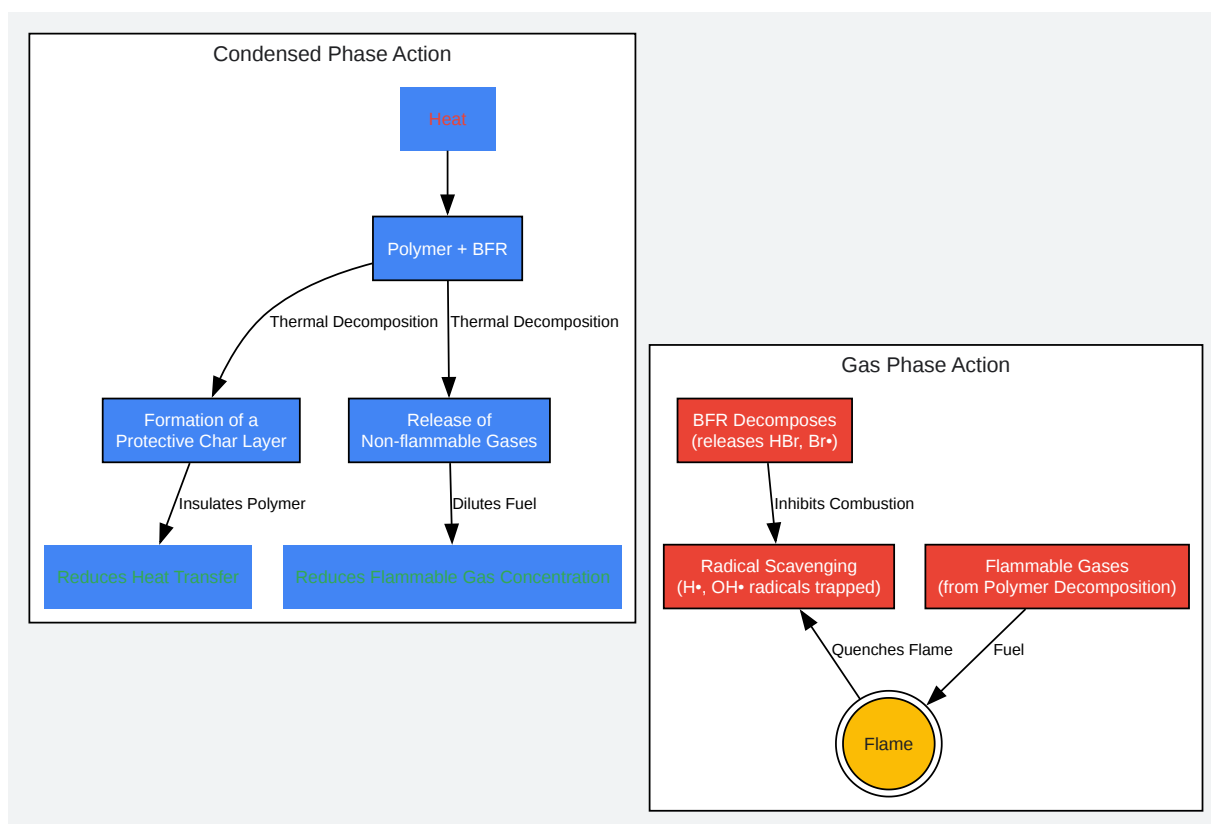 Condensed Phase Action
Heat
Polymer + BFR
Thermal Decomposition
Thermal Decomposition
Formation of a
Protective Char Layer
Release of
Non-flammable Gases
Insulates Polymer
Dilutes Fuel
Reduces Heat Transfer
Reduces Flammable Gas Concentration
Gas Phase Action
BFR Decomposes
(releases HBr, Br•)
Inhibits Combustion
Radical Scavenging
(H•, OH• radicals trapped)
Flammable Gases
(from Polymer Decomposition)
Quenches Flame
Fuel
Flame